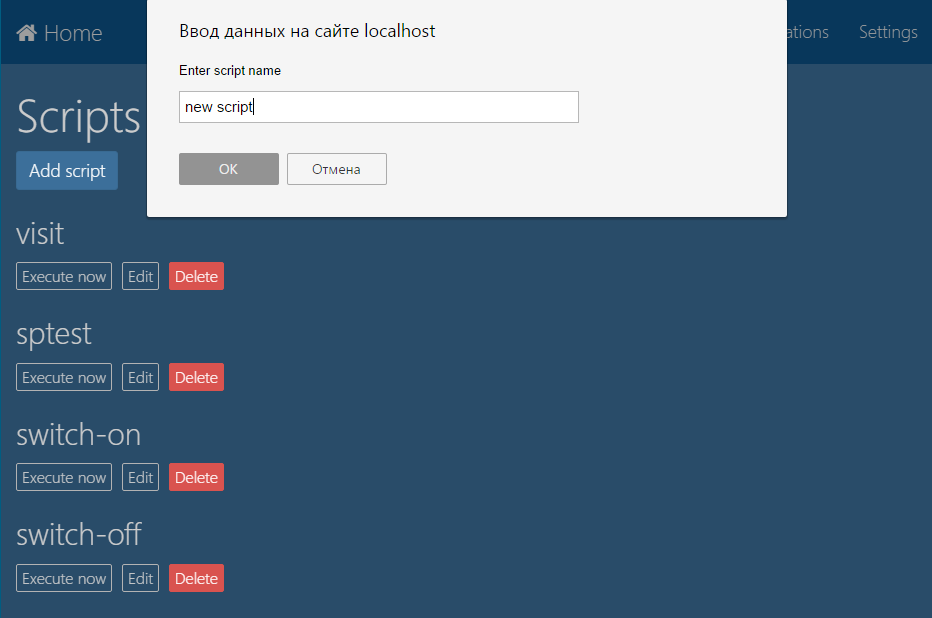 Home
Ввод данных на сайте localhost
Settings
Enter script name
new script
OK Отмена
Scripts
Add script
visit
Execute now Edit Delete
sptest
Execute now Edit Delete
switch-on
Execute now Edit Delete
switch-off
Execute now Edit Delete